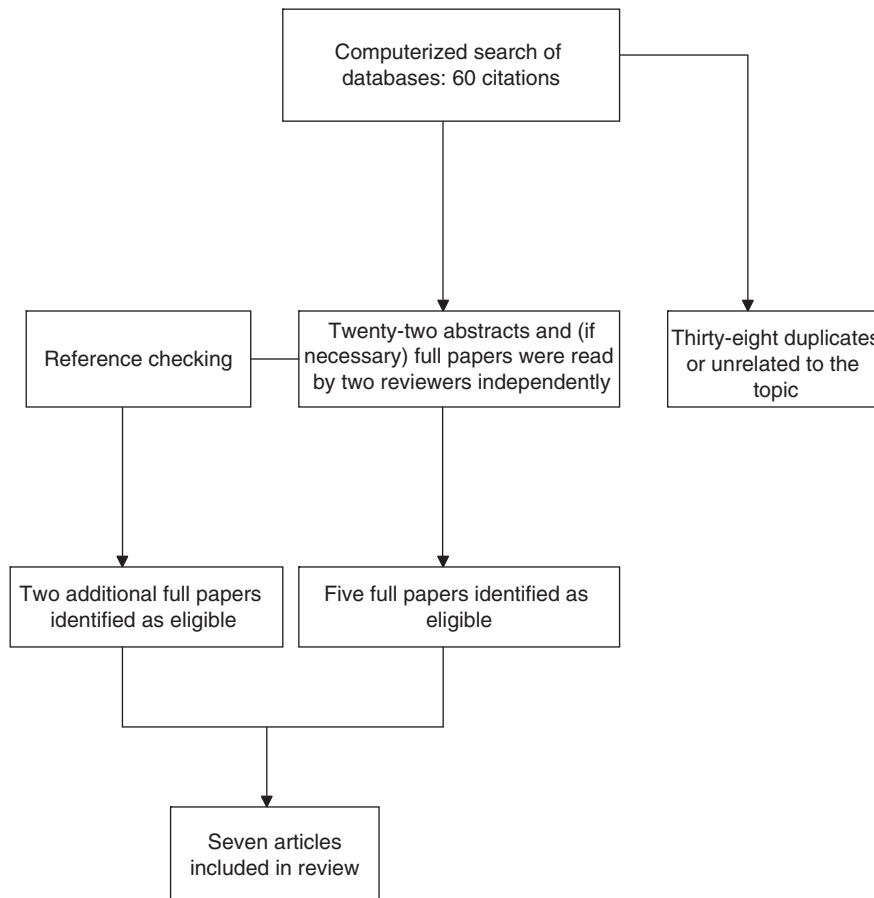 Computerized search of
databases: 60 citations
Reference checking
Twenty-two abstracts and (if
necessary) full papers were read
by two reviewers independently
Thirty-eight duplicates
or unrelated to the
topic
Two additional full papers
identified as eligible
Five full papers identified as
eligible
Seven articles
included in review